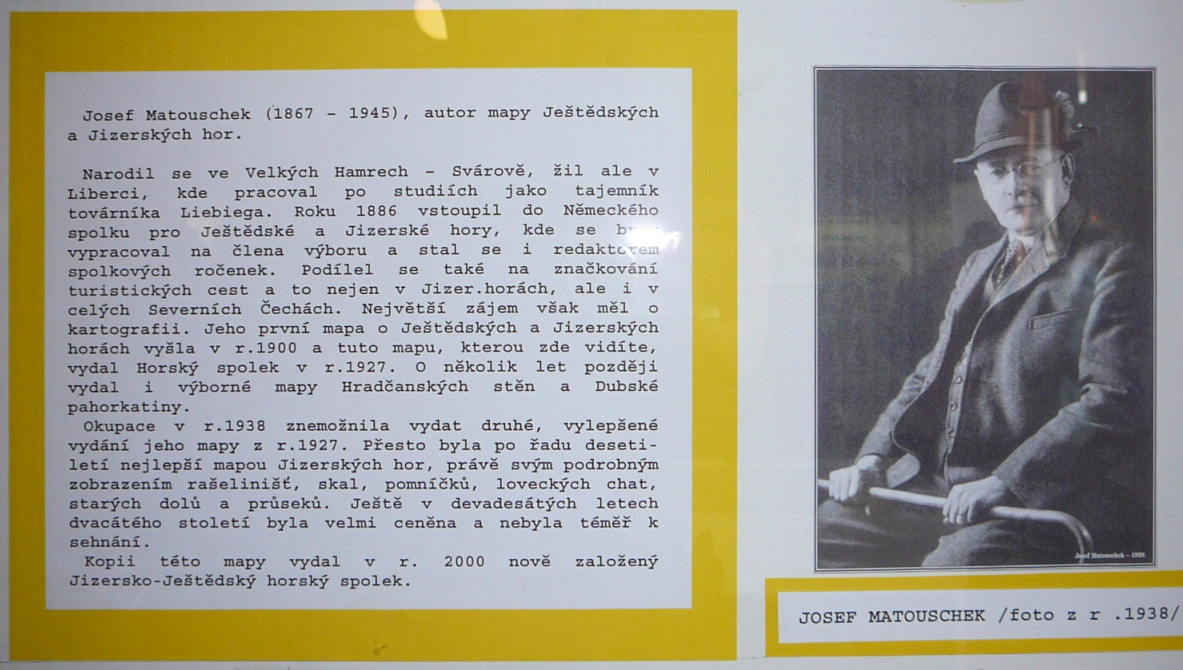 Josef Matouschek (1867 - 1945), autor mapy Ještědských
a Jizerských hor.
Narodil se ve Velkých Hamrech - Svárově, žil ale v
Liberci, kde pracoval po studiích jako tajemník
továrníka Liebiega. Roku 1886 vstoupil do Německého
spolku pro Ještědské a Jizerské hory, kde se
vypracoval na člena výboru a stal se i redaktorem
spolkových ročenek. Podílel se také na značkování
turistických cest a to nejen v Jizer.horách, ale i v
celých Severních Čechách. Největší zájem však měl o
kartografii. Jeho první mapa o Ještědských a Jizerských
horách vyšla v r.1900 a tuto mapu, kterou zde vidíte,
vydal Horský spolek v r.1927. O několik let později
vydal i výborné mapy Hradčanských stěn a Dubské
pahorkatiny.
Okupace v r.1938 znemožnila vydat druhé, vylepšené
vydání jeho mapy z r.1927. Přesto byla po řadu deseti-
letí nejlepší mapou Jizerských hor, právě svým podrobným
zobrazením rašelinišť, skal, pomníčků, loveckých chat,
starých dolů a průseků. Ještě v devadesátých letech
dvacátého století byla velmi ceněna a nebyla téměř k
sehnání.
Kopii této mapy vydal v r. 2000 nově založený
Jizersko-Ještědský horský spolek.
Josef Matouschek – 1938
JOSEF MATOUSCHEK /foto z r .1938/